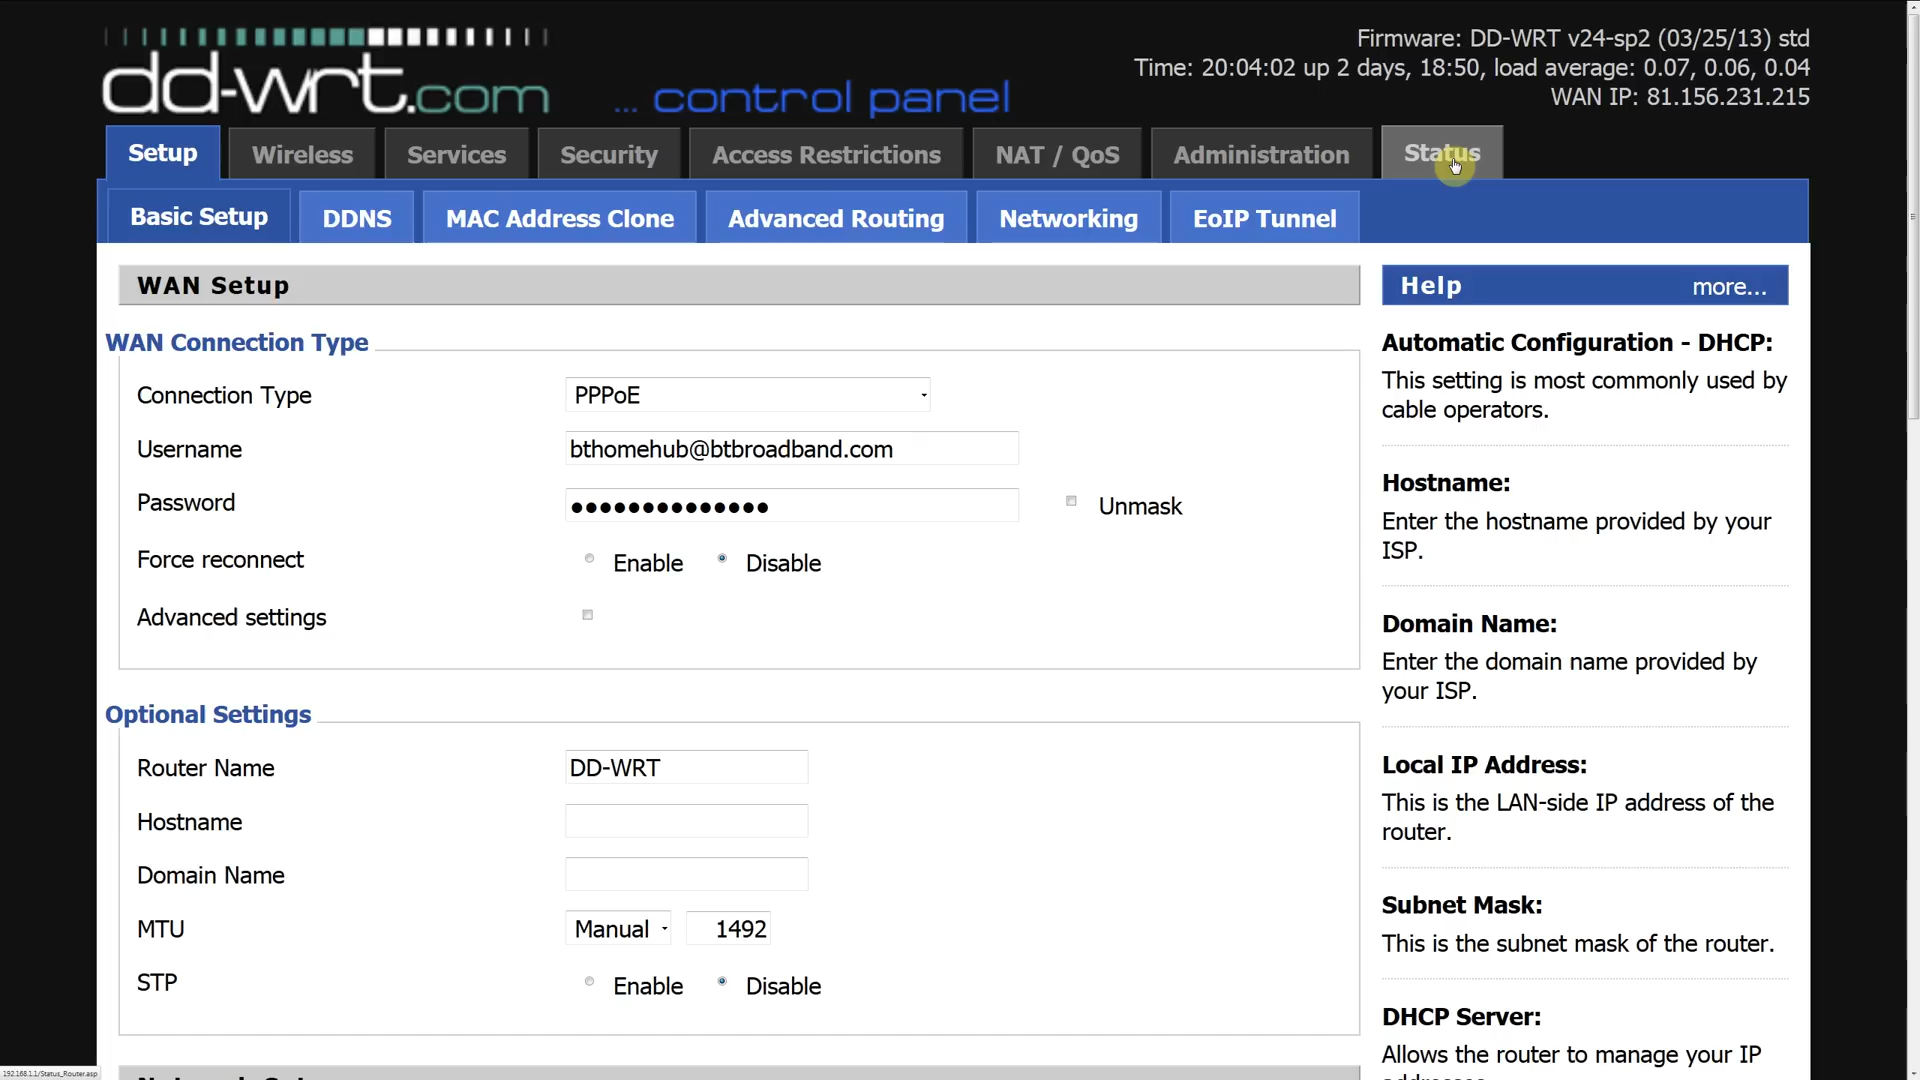 dd-wrt.com ... control panel
Firmware: DD-WRT v24-sp2 (03/25/13) std
Time: 20:04:02 up 2 days, 18:50, load average: 0.07, 0.06, 0.04
WAN IP: 81.156.231.215
Setup Wireless Services Security Access Restrictions NAT / QoS Administration Status
Basic Setup DDNS MAC Address Clone Advanced Routing Networking EoIP Tunnel
WAN Setup
WAN Connection Type
Connection Type PPPoE
Username bthomehub@btbroadband.com
Password ●●●●●●●●●●●●●● Unmask
Force reconnect Enable Disable
Advanced settings
Optional Settings
Router Name DD-WRT
Hostname
Domain Name
MTU Manual 1492
STP Enable Disable
Help more...
Automatic Configuration - DHCP:
This setting is most commonly used by
cable operators.
Hostname:
Enter the hostname provided by your
ISP.
Domain Name:
Enter the domain name provided by
your ISP.
Local IP Address:
This is the LAN-side IP address of the
router.
Subnet Mask:
This is the subnet mask of the router.
DHCP Server:
Allows the router to manage your IP
192.168.1.1/Status_Router.asp